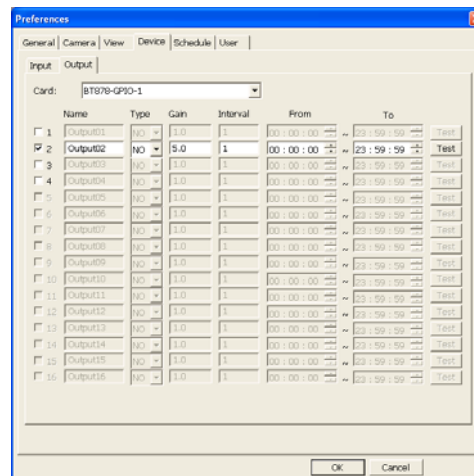 Preferences
General Camera View Device Schedule User
Input Output
Card: BT878-GPIO-1
Name Type Gain Interval From To
1 Output01 NO 1.0 1 00 : 00 : 00 ~ 23 : 59 : 59 Test
2 Output02 NO 5.0 1 00 : 00 : 00 ~ 23 : 59 : 59 Test
3 Output03 NO 1.0 1 00 : 00 : 00 ~ 23 : 59 : 59 Test
4 Output04 NO 1.0 1 00 : 00 : 00 ~ 23 : 59 : 59 Test
5 Output05 NO 1.0 1 00 : 00 : 00 ~ 23 : 59 : 59 Test
6 Output06 NO 1.0 1 00 : 00 : 00 ~ 23 : 59 : 59 Test
7 Output07 NO 1.0 1 00 : 00 : 00 ~ 23 : 59 : 59 Test
8 Output08 NO 1.0 1 00 : 00 : 00 ~ 23 : 59 : 59 Test
9 Output09 NO 1.0 1 00 : 00 : 00 ~ 23 : 59 : 59 Test
10 Output10 NO 1.0 1 00 : 00 : 00 ~ 23 : 59 : 59 Test
11 Output11 NO 1.0 1 00 : 00 : 00 ~ 23 : 59 : 59 Test
12 Output12 NO 1.0 1 00 : 00 : 00 ~ 23 : 59 : 59 Test
13 Output13 NO 1.0 1 00 : 00 : 00 ~ 23 : 59 : 59 Test
14 Output14 NO 1.0 1 00 : 00 : 00 ~ 23 : 59 : 59 Test
15 Output15 NO 1.0 1 00 : 00 : 00 ~ 23 : 59 : 59 Test
16 Output16 NO 1.0 1 00 : 00 : 00 ~ 23 : 59 : 59 Test
OK Cancel